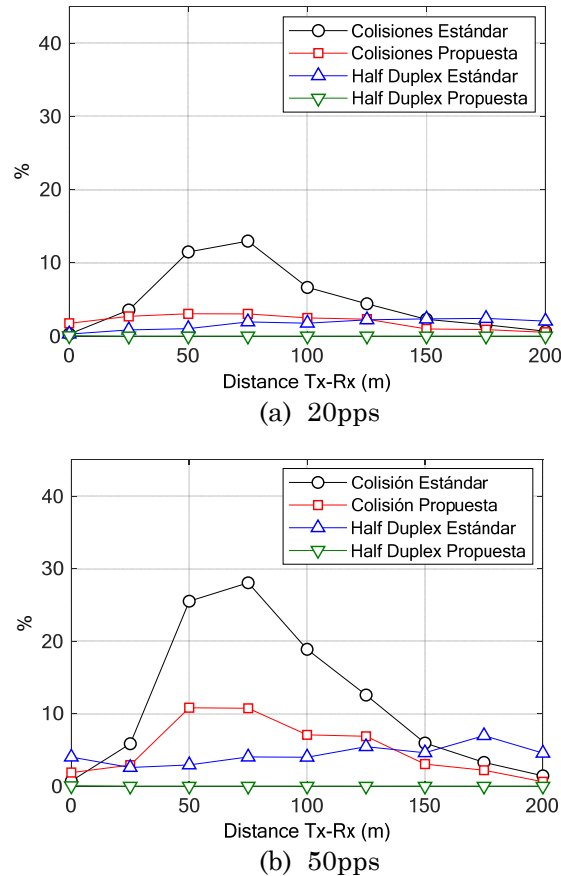 40
30
20
10
0
%
0
50
100
150
200
Distance Tx-Rx (m)
Colisiones Estándar
Colisiones Propuesta
Half Duplex Estándar
Half Duplex Propuesta
(a) 20pps
40
30
20
10
0
%
0
50
100
150
200
Distance Tx-Rx (m)
Colisión Estándar
Colisión Propuesta
Half Duplex Estándar
Half Duplex Propuesta
(b) 50pps